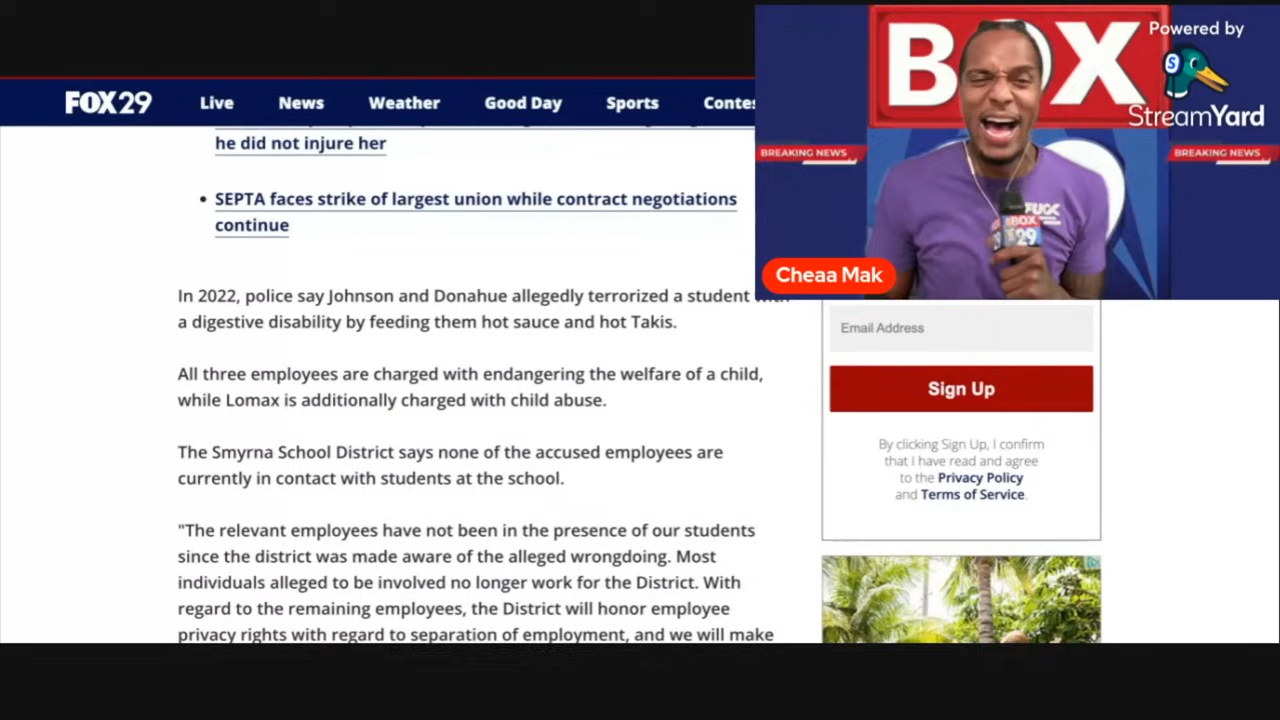 FOX 29
Live
News
Weather
Good Day
Sports
Contes
he did not injure her
SEPTA faces strike of largest union while contract negotiations
continue
In 2022, police say Johnson and Donahue allegedly terrorized a student
a digestive disability by feeding them hot sauce and hot Takis.
All three employees are charged with endangering the welfare of a child,
while Lomax is additionally charged with child abuse.
The Smyrna School District says none of the accused employees are
currently in contact with students at the school.
"The relevant employees have not been in the presence of our students
since the district was made aware of the alleged wrongdoing. Most
individuals alleged to be involved no longer work for the District. With
regard to the remaining employees, the District will honor employee
privacy rights with regard to separation of employment, and we will make
BOX
Powered by
S
StreamYard
BREAKING NEWS
BREAKING NEWS
BOX
29
Cheaa Mak
Email Address
Sign Up
By clicking Sign Up, I confirm
that I have read and agree
to the Privacy Policy
and Terms of Service.